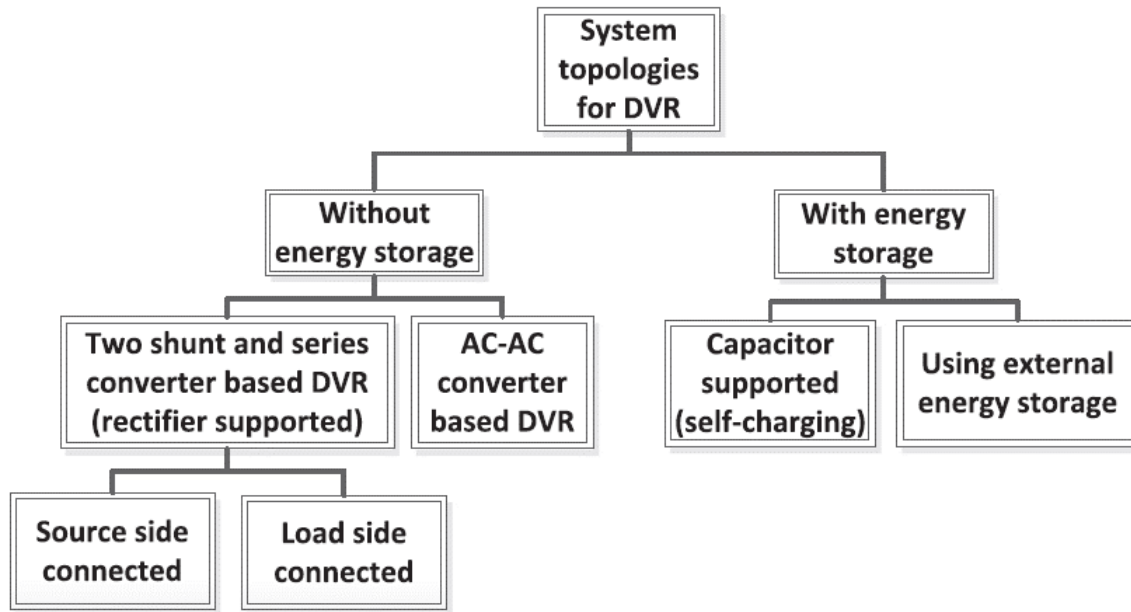 System
topologies
for DVR
Without
energy storage
With energy
storage
Two shunt and series
converter based DVR
(rectifier supported)
AC-AC
converter
based DVR
Capacitor
supported
(self-charging)
Using external
energy storage
Source side
connected
Load side
connected